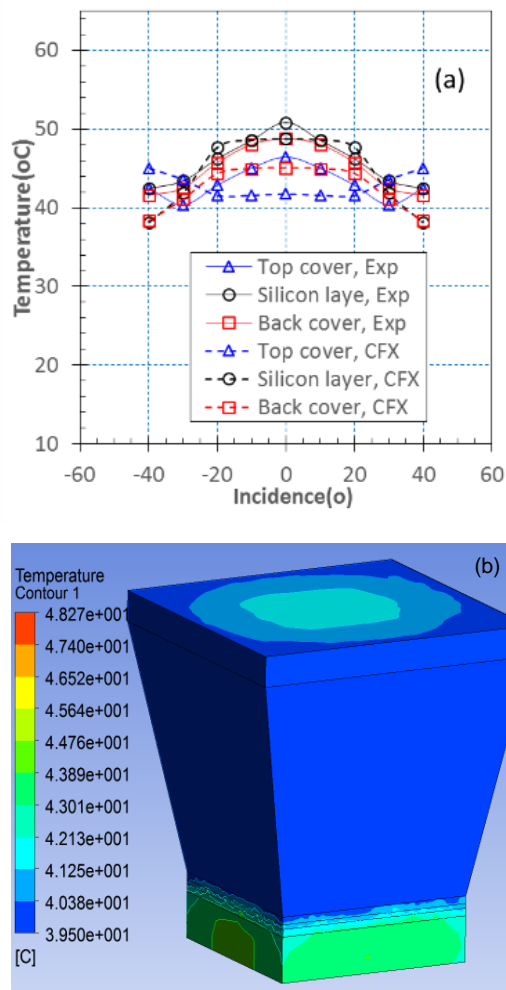 (a)
Temperature(oC)
60
50
40
30
20
10
Top cover, Exp
Silicon laye, Exp
Back cover, Exp
Top cover, CFX
Silicon layer, CFX
Back cover, CFX
-60 -40 -20 0 20 40 60
Incidence(o)
(b)
Temperature
Contour 1
4.827e+001
4.740e+001
4.652e+001
4.564e+001
4.476e+001
4.389e+001
4.301e+001
4.213e+001
4.125e+001
4.038e+001
3.950e+001
[C]